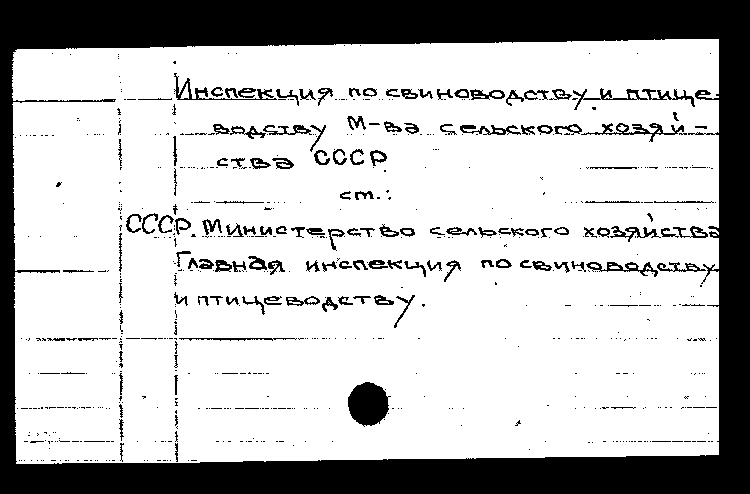 Инспекция по свиноводству и птице-
водству М-ва сельского хозяй-
ства СССР
см.:
СССР. Министерство сельского хозяйства
Главная инспекция по свиноводству
и птицеводству.